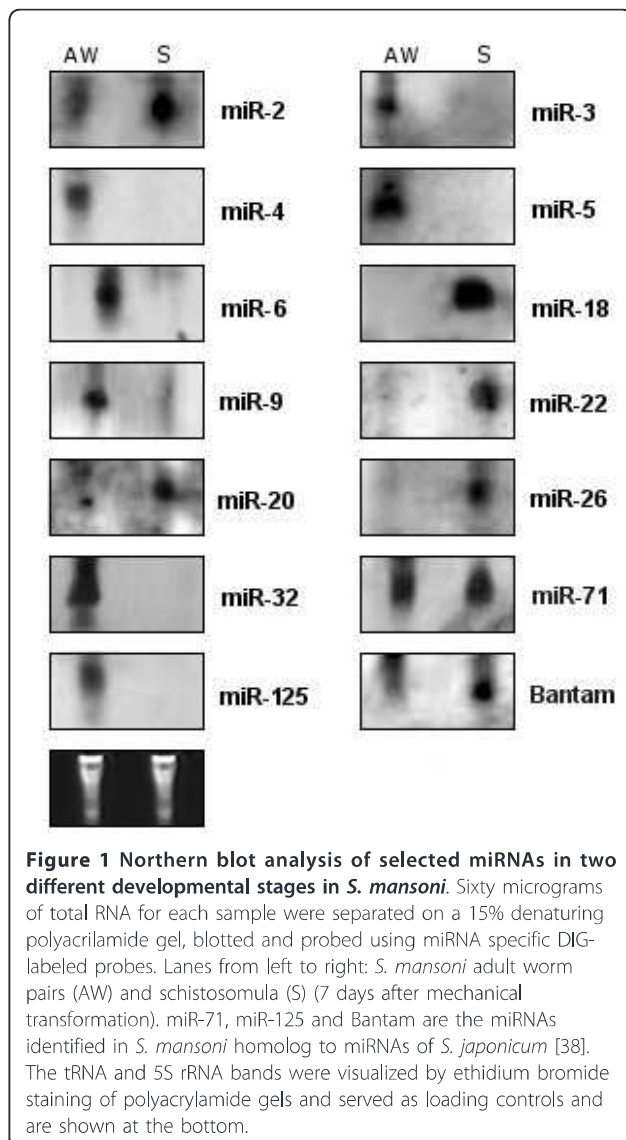 AW S AW S
miR-2 miR-3
miR-4 miR-5
miR-6 miR-18
miR-9 miR-22
miR-20 miR-26
miR-32 miR-71
miR-125 Bantam
Figure 1 Northern blot analysis of selected miRNAs in two
different developmental stages in S. mansoni. Sixty micrograms
of total RNA for each sample were separated on a 15% denaturing
polyacrilamide gel, blotted and probed using miRNA specific DIG-
labeled probes. Lanes from left to right: S. mansoni adult worm
pairs (AW) and schistosomula (S) (7 days after mechanical
transformation). miR-71, miR-125 and Bantam are the miRNAs
identified in S. mansoni homolog to miRNAs of S. japonicum [38].
The tRNA and 5S rRNA bands were visualized by ethidium bromide
staining of polyacrylamide gels and served as loading controls and
are shown at the bottom.